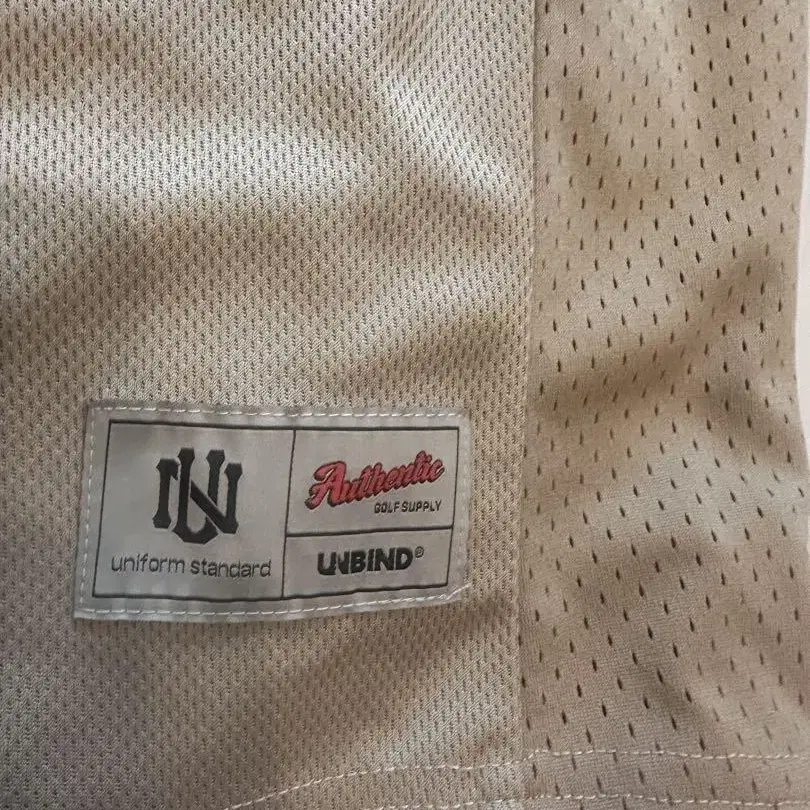 UN
uniform standard
Authentic
GOLF SUPPLY
UNBIND®